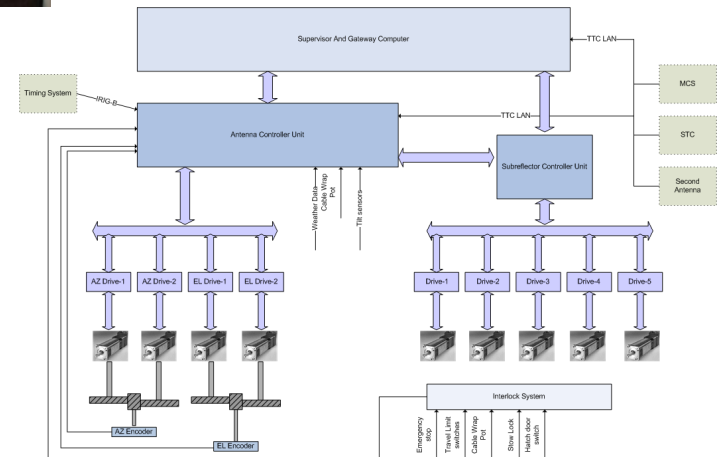 Supervisor And Gateway Computer
TTC LAN
Timing System
IRIG-B
MCS
Antenna Controller Unit
TTC LAN
STC
Subreflector Controller Unit
Second
Antenna
Weather Data
Cable Wrap
Pot
Tilt sensors
AZ Drive-1
AZ Drive-2
EL Drive-1
EL Drive-2
Drive-1
Drive-2
Drive-3
Drive-4
Drive-5
Interlock System
AZ Encoder
EL Encoder
Emergency
stop
Travel Limit
switches
Cable Wrap
Pot
Stow Lock
Hatch door
switch